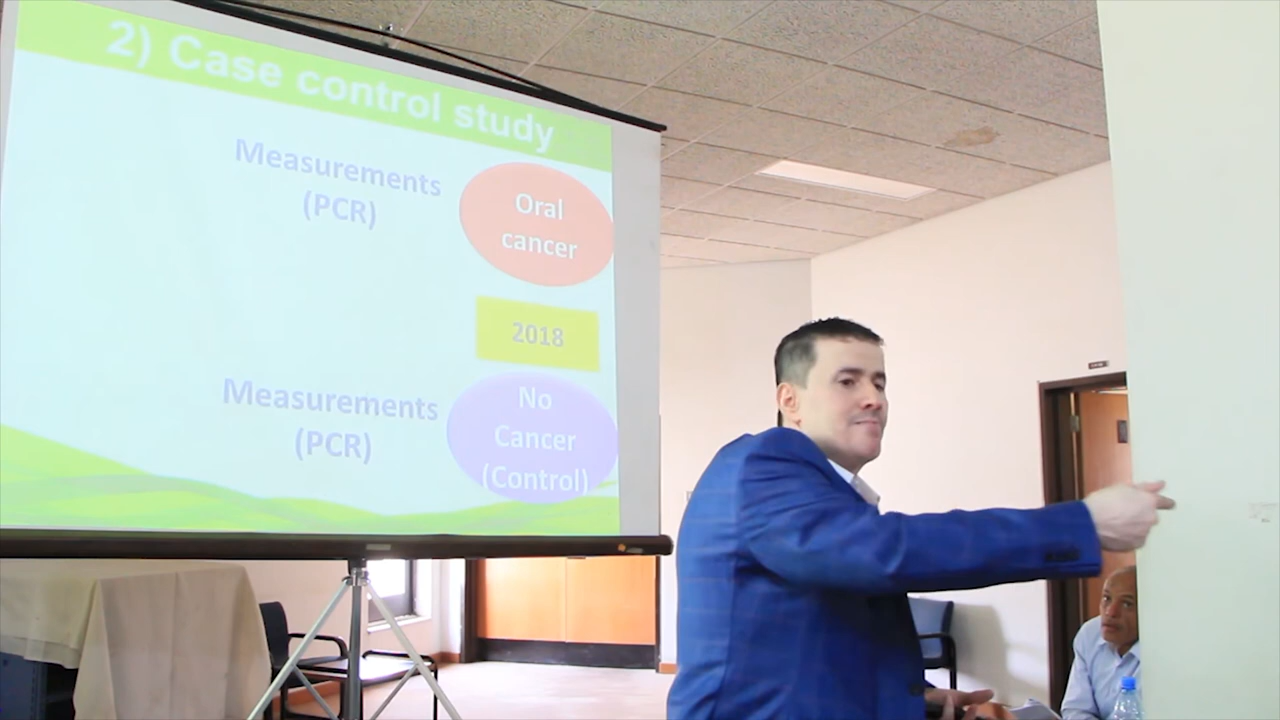 2) Case control study
Measurements
(PCR)
Oral
cancer
2018
Measurements
(PCR)
No
Cancer
(Control)